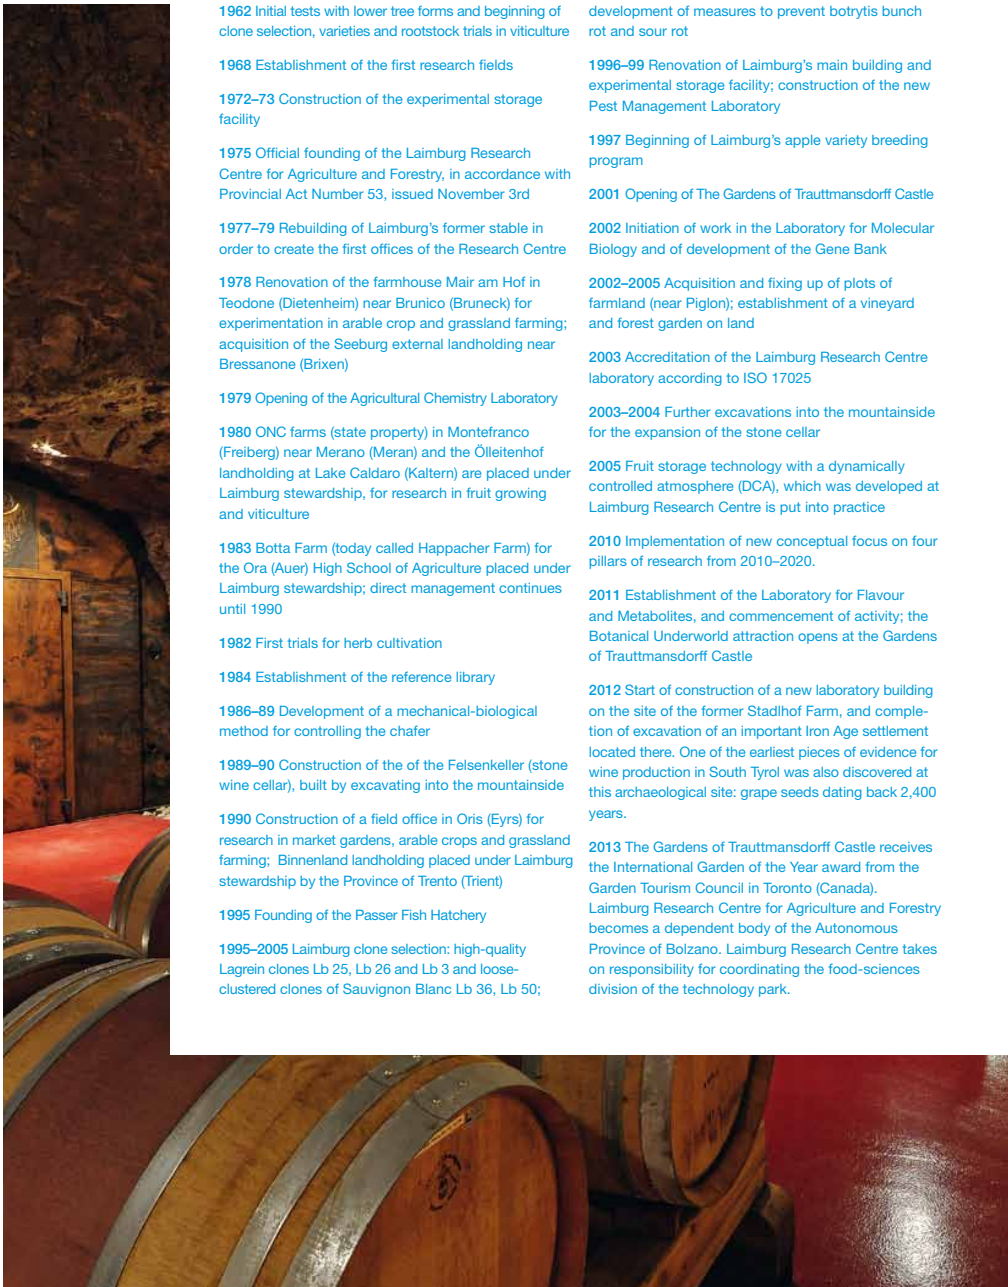 1962 Initial tests with lower tree forms and beginning of
clone selection, varieties and rootstock trials in viticulture
1968 Establishment of the first research fields
1972–73 Construction of the experimental storage
facility
1975 Official founding of the Laimburg Research
Centre for Agriculture and Forestry, in accordance with
Provincial Act Number 53, issued November 3rd
1977–79 Rebuilding of Laimburg's former stable in
order to create the first offices of the Research Centre
1978 Renovation of the farmhouse Mair am Hof in
Teodone (Dietenheim) near Brunico (Bruneck) for
experimentation in arable crop and grassland farming;
acquisition of the Seeburg external landholding near
Bressanone (Brixen)
1979 Opening of the Agricultural Chemistry Laboratory
1980 ONC farms (state property) in Montefranco
(Freiberg) near Merano (Meran) and the Ölleitenhof
landholding at Lake Caldaro (Kaltern) are placed under
Laimburg stewardship, for research in fruit growing
and viticulture
1983 Botta Farm (today called Happacher Farm) for
the Ora (Auer) High School of Agriculture placed under
Laimburg stewardship; direct management continues
until 1990
1982 First trials for herb cultivation
1984 Establishment of the reference library
1986–89 Development of a mechanical-biological
method for controlling the chafer
1989–90 Construction of the of the Felsenkeller (stone
wine cellar), built by excavating into the mountainside
1990 Construction of a field office in Oris (Eyrs) for
research in market gardens, arable crops and grassland
farming; Binnenland landholding placed under Laimburg
stewardship by the Province of Trento (Trient)
1995 Founding of the Passer Fish Hatchery
1995–2005 Laimburg clone selection: high-quality
Lagrein clones Lb 25, Lb 26 and Lb 3 and loose-
clustered clones of Sauvignon Blanc Lb 36, Lb 50;
development of measures to prevent botrytis bunch
rot and sour rot
1996–99 Renovation of Laimburg's main building and
experimental storage facility; construction of the new
Pest Management Laboratory
1997 Beginning of Laimburg's apple variety breeding
program
2001 Opening of The Gardens of Trauttmansdorff Castle
2002 Initiation of work in the Laboratory for Molecular
Biology and of development of the Gene Bank
2002–2005 Acquisition and fixing up of plots of
farmland (near Piglon); establishment of a vineyard
and forest garden on land
2003 Accreditation of the Laimburg Research Centre
laboratory according to ISO 17025
2003–2004 Further excavations into the mountainside
for the expansion of the stone cellar
2005 Fruit storage technology with a dynamically
controlled atmosphere (DCA), which was developed at
Laimburg Research Centre is put into practice
2010 Implementation of new conceptual focus on four
pillars of research from 2010–2020.
2011 Establishment of the Laboratory for Flavour
and Metabolites, and commencement of activity; the
Botanical Underworld attraction opens at the Gardens
of Trauttmansdorff Castle
2012 Start of construction of a new laboratory building
on the site of the former Stadlhof Farm, and comple-
tion of excavation of an important Iron Age settlement
located there. One of the earliest pieces of evidence for
wine production in South Tyrol was also discovered at
this archaeological site: grape seeds dating back 2,400
years.
2013 The Gardens of Trauttmansdorff Castle receives
the International Garden of the Year award from the
Garden Tourism Council in Toronto (Canada).
Laimburg Research Centre for Agriculture and Forestry
becomes a dependent body of the Autonomous
Province of Bolzano. Laimburg Research Centre takes
on responsibility for coordinating the food-sciences
division of the technology park.